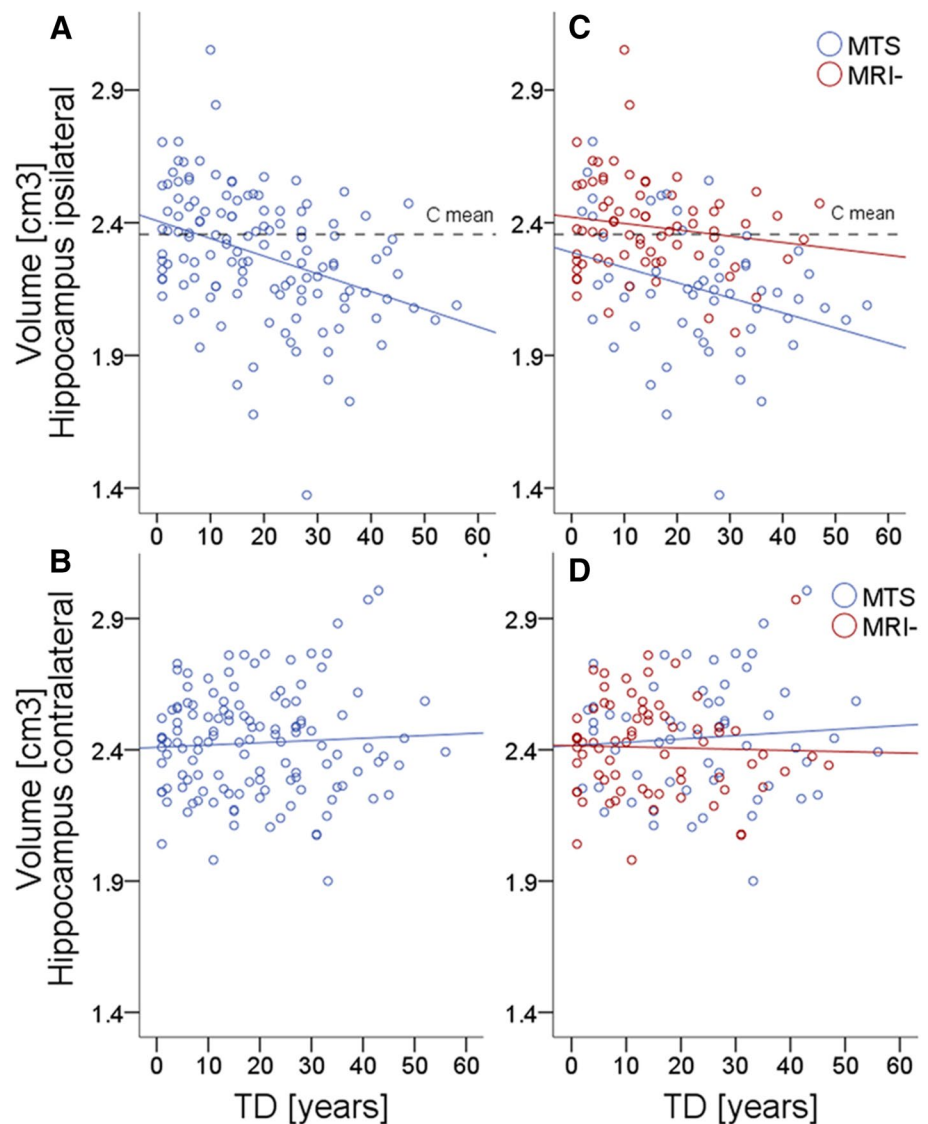 A
C
MTS
MRI-
Volume [cm3]
Hippocampus ipsilateral
2.9
2.4
1.9
1.4
C mean
0 10 20 30 40 50 60
2.9
2.4
1.9
1.4
C mean
0 10 20 30 40 50 60
B
D
MTS
MRI-
Volume [cm3]
Hippocampus contralateral
2.9
2.4
1.9
1.4
0 10 20 30 40 50 60
TD [years]
2.9
2.4
1.9
1.4
0 10 20 30 40 50 60
TD [years]